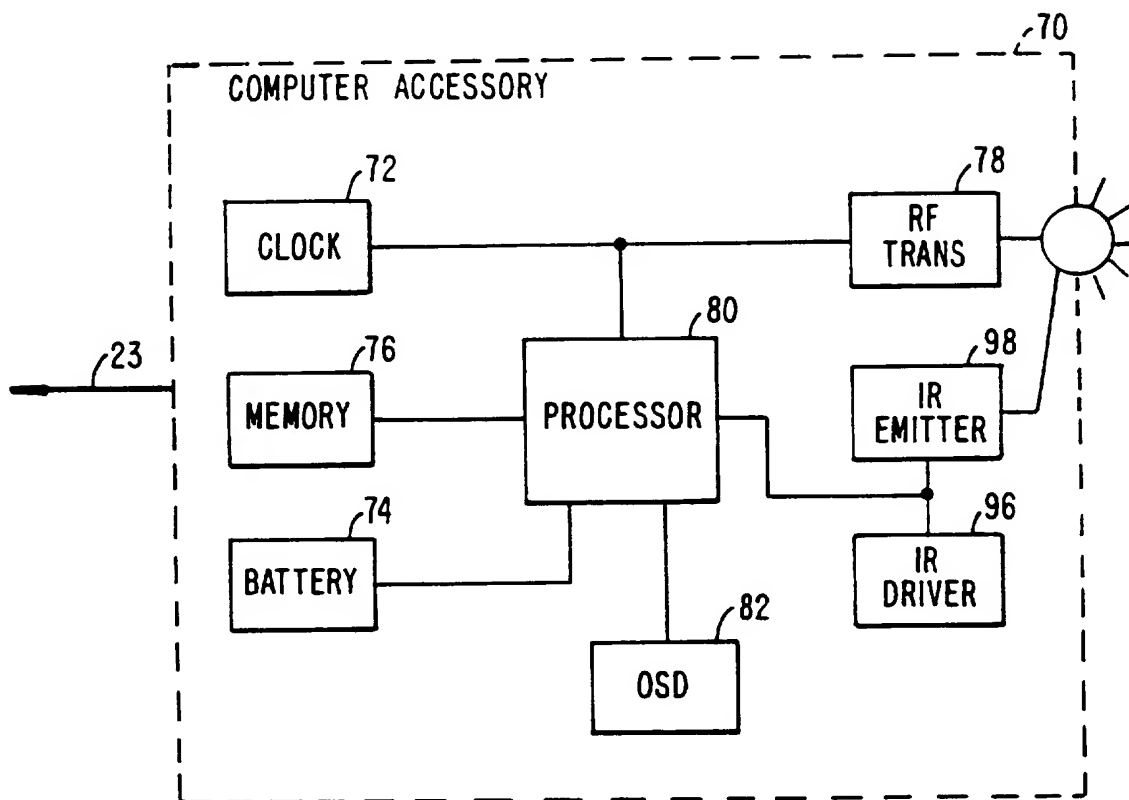 70
COMPUTER ACCESSORY
72
CLOCK
78
RF
TRANS
80
PROCESSOR
23
76
MEMORY
98
IR
EMITTER
74
BATTERY
96
IR
DRIVER
82
OSD